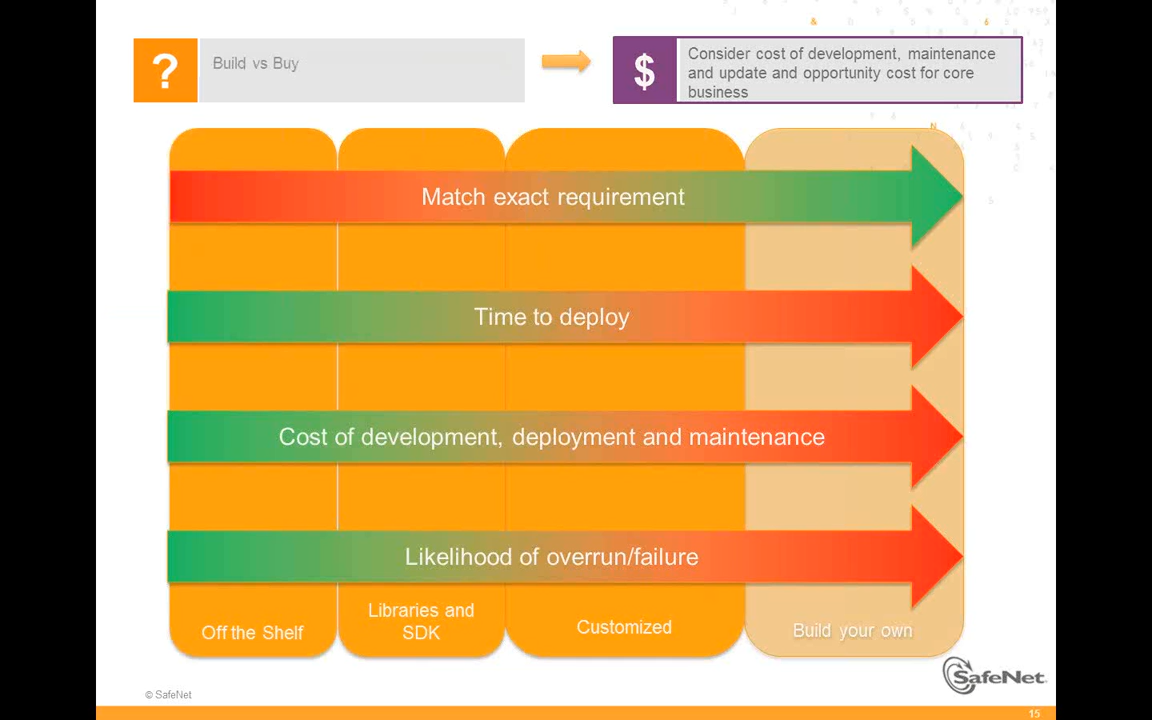 ?
Build vs Buy
$
Consider cost of development, maintenance
and update and opportunity cost for core
business
Match exact requirement
Time to deploy
Cost of development, deployment and maintenance
Likelihood of overrun/failure
Off the Shelf
Libraries and
SDK
Customized
Build your own
SafeNet
© SafeNet
15